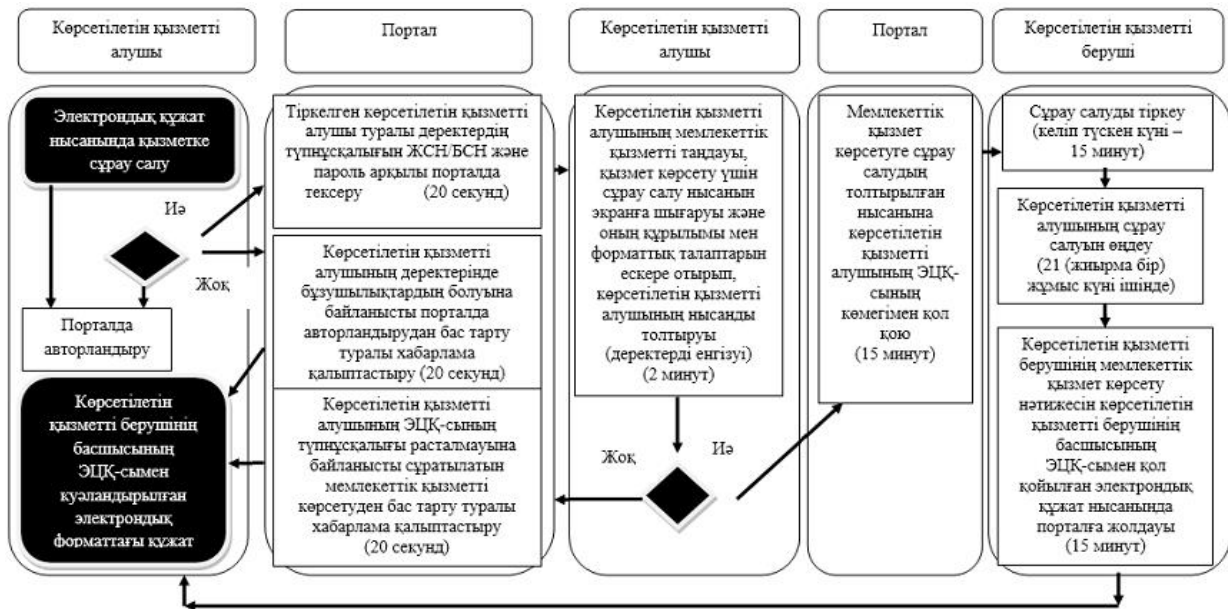 Көрсетілетін қызметті
алушы
Портал
Көрсетілетін қызметті
алушы
Портал
Көрсетілетін қызметті
беруші
Электрондық құжат
нысанында қызметке
сұрау салу
Иә
Жоқ
Порталда
авторландыру
Көрсетілетін
қызметті берушінің
басшысының
ЭЦҚ-сымен
куәландырылған
электрондық
форматтағы құжат
Тіркелген көрсетілетін қызметті
алушы туралы деректердің
түпнұсқалығын ЖСН/БСН және
пароль арқылы порталда
тексеру (20 секунд)
Көрсетілетін қызметті
алушының деректерінде
бұзушылықтардың болуына
байланысты порталда
авторландырудан бас тарту
туралы хабарлама
қалыптастыру (20 секунд)
Көрсетілетін қызметті
алушының ЭЦҚ-сының
түпнұсқалығы расталмауына
байланысты сұратылатын
мемлекеттік қызметті
көрсетуден бас тарту туралы
хабарлама қалыптастыру
(20 секунд)
Көрсетілетін қызметті
алушының мемлекеттік
қызметті таңдауы,
қызмет көрсету үшін
сұрау салу нысанын
экранға шығаруы және
оның құрылымы мен
форматтық талаптарын
ескере отырып,
көрсетілетін қызметті
алушының нысанды
толтыруы
(деректерді енгізуі)
(2 минут)
Жоқ
Иә
Мемлекеттік
қызмет
көрсетуге сұрау
салудың
толтырылған
нысанына
көрсетілетін
қызметті
алушының ЭЦҚ-
сының
көмегімен қол
қою
(15 минут)
Сұрау салуды тіркеу
(келіп түскен күні –
15 минут)
Көрсетілетін қызметті
алушының сұрау
салуын өңдеу
(21 (жиырма бір)
жұмыс күні ішінде)
Көрсетілетін қызметті
берушінің мемлекеттік
қызмет көрсету
нәтижесін көрсетілетін
қызметті берушінің
басшысының
ЭЦҚ-сымен қол
қойылған электрондық
құжат нысанында
порталға жолдауы
(15 минут)